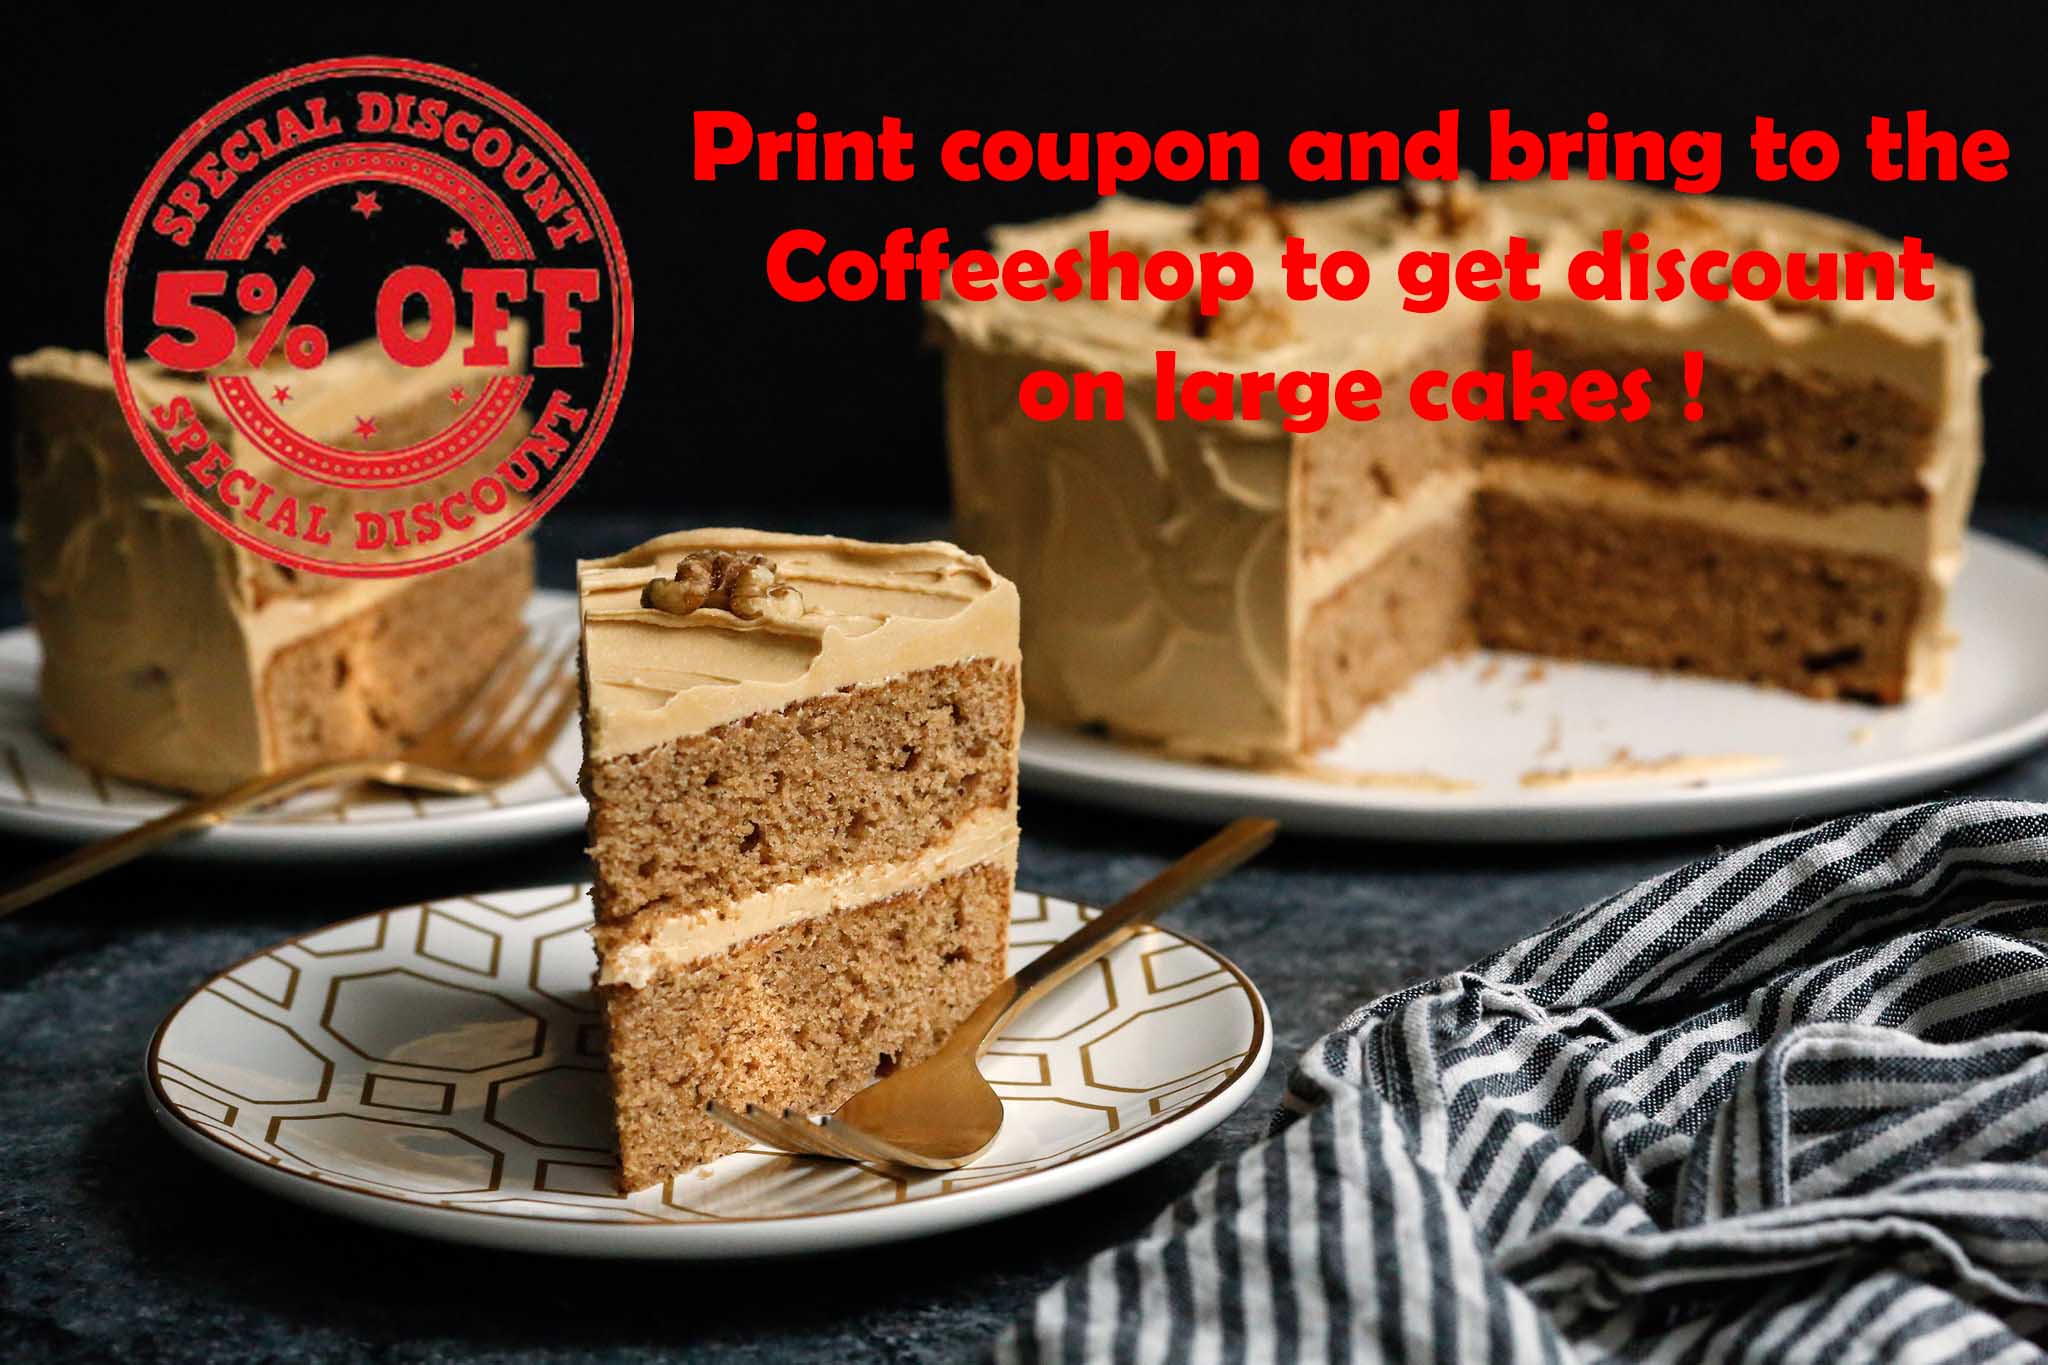 SPECIAL DISCOUNT
5% OFF
SPECIAL DISCOUNT
Print coupon and bring to the
Coffeeshop to get discount
on large cakes !